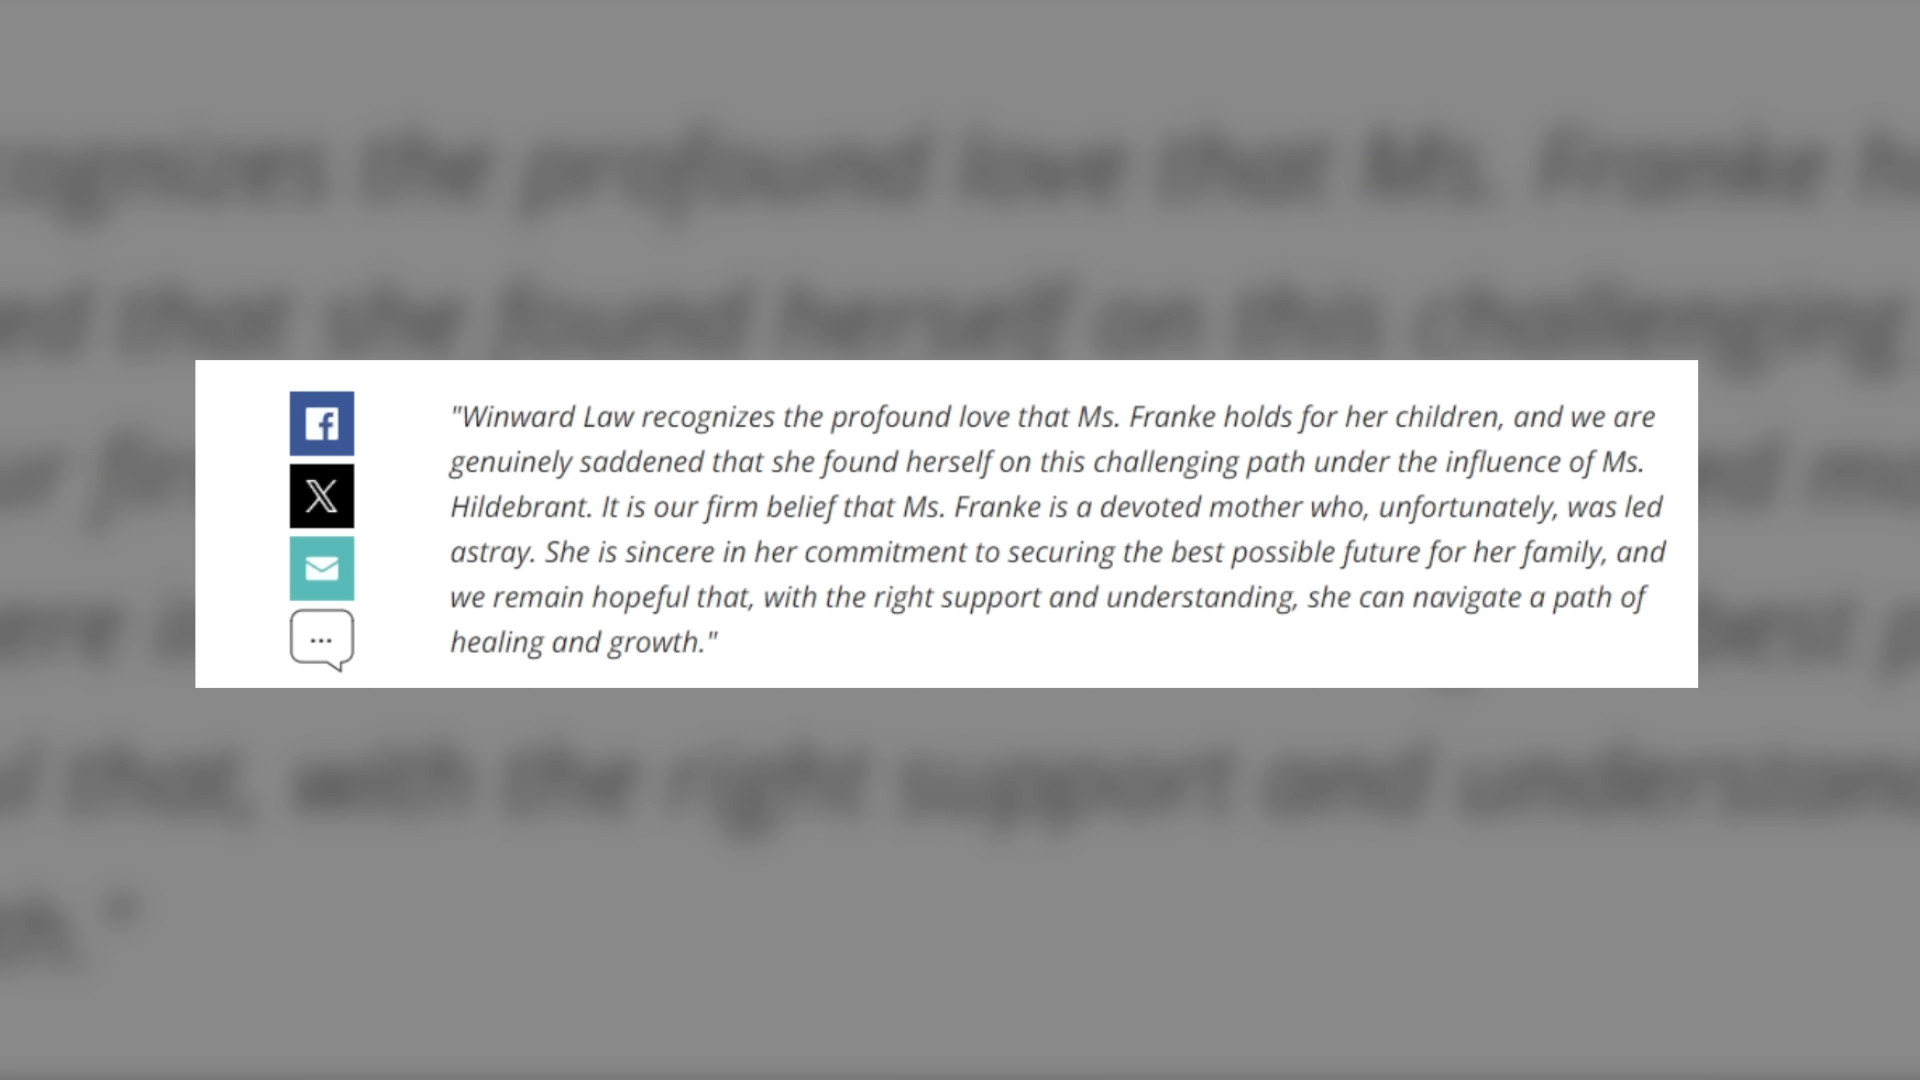 "Winward Law recognizes the profound love that Ms. Franke holds for her children, and we are
genuinely saddened that she found herself on this challenging path under the influence of Ms.
Hildebrant. It is our firm belief that Ms. Franke is a devoted mother who, unfortunately, was led
astray. She is sincere in her commitment to securing the best possible future for her family, and
we remain hopeful that, with the right support and understanding, she can navigate a path of
healing and growth."